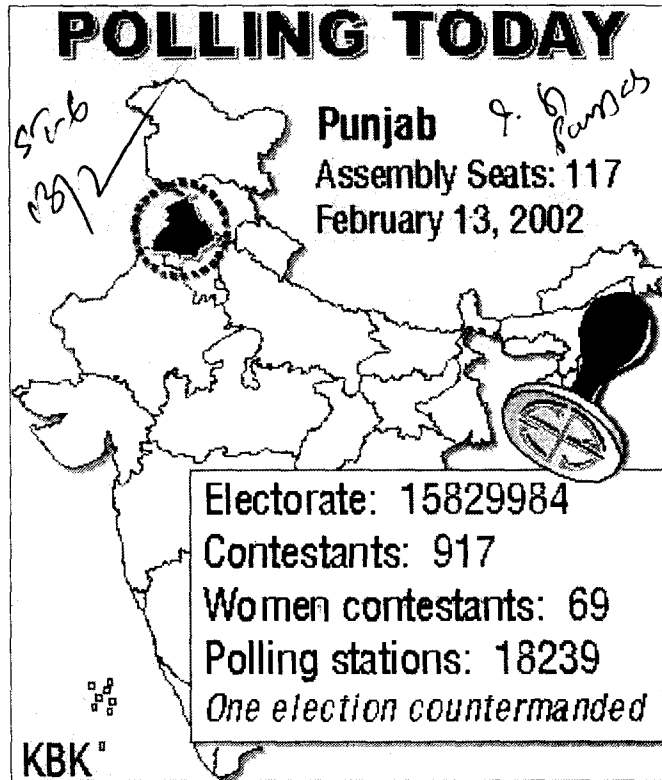 POLLING TODAY
Punjab
Assembly Seats: 117
February 13, 2002
Electorate: 15829984
Contestants: 917
Women contestants: 69
Polling stations: 18239
One election countermanded
KBK